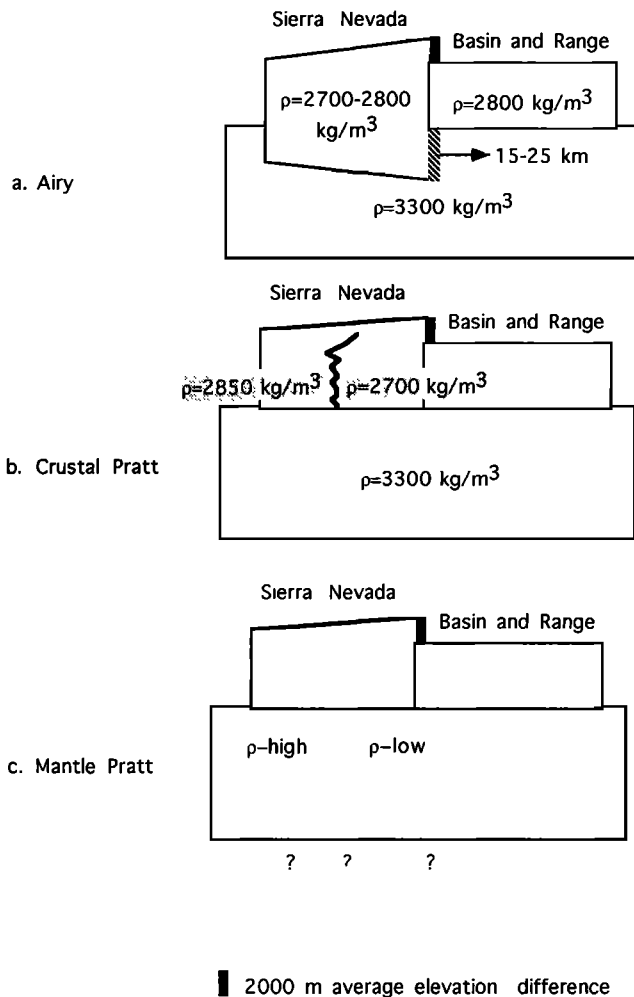 Sierra Nevada
Basin and Range
ρ=2700-2800
kg/m³
ρ=2800 kg/m³
15-25 km
a. Airy
ρ=3300 kg/m³
Sierra Nevada
Basin and Range
ρ=2850 kg/m³
ρ=2700 kg/m³
b. Crustal Pratt
ρ=3300 kg/m³
Sierra Nevada
Basin and Range
ρ-high
ρ-low
c. Mantle Pratt
? ? ?
2000 m average elevation difference